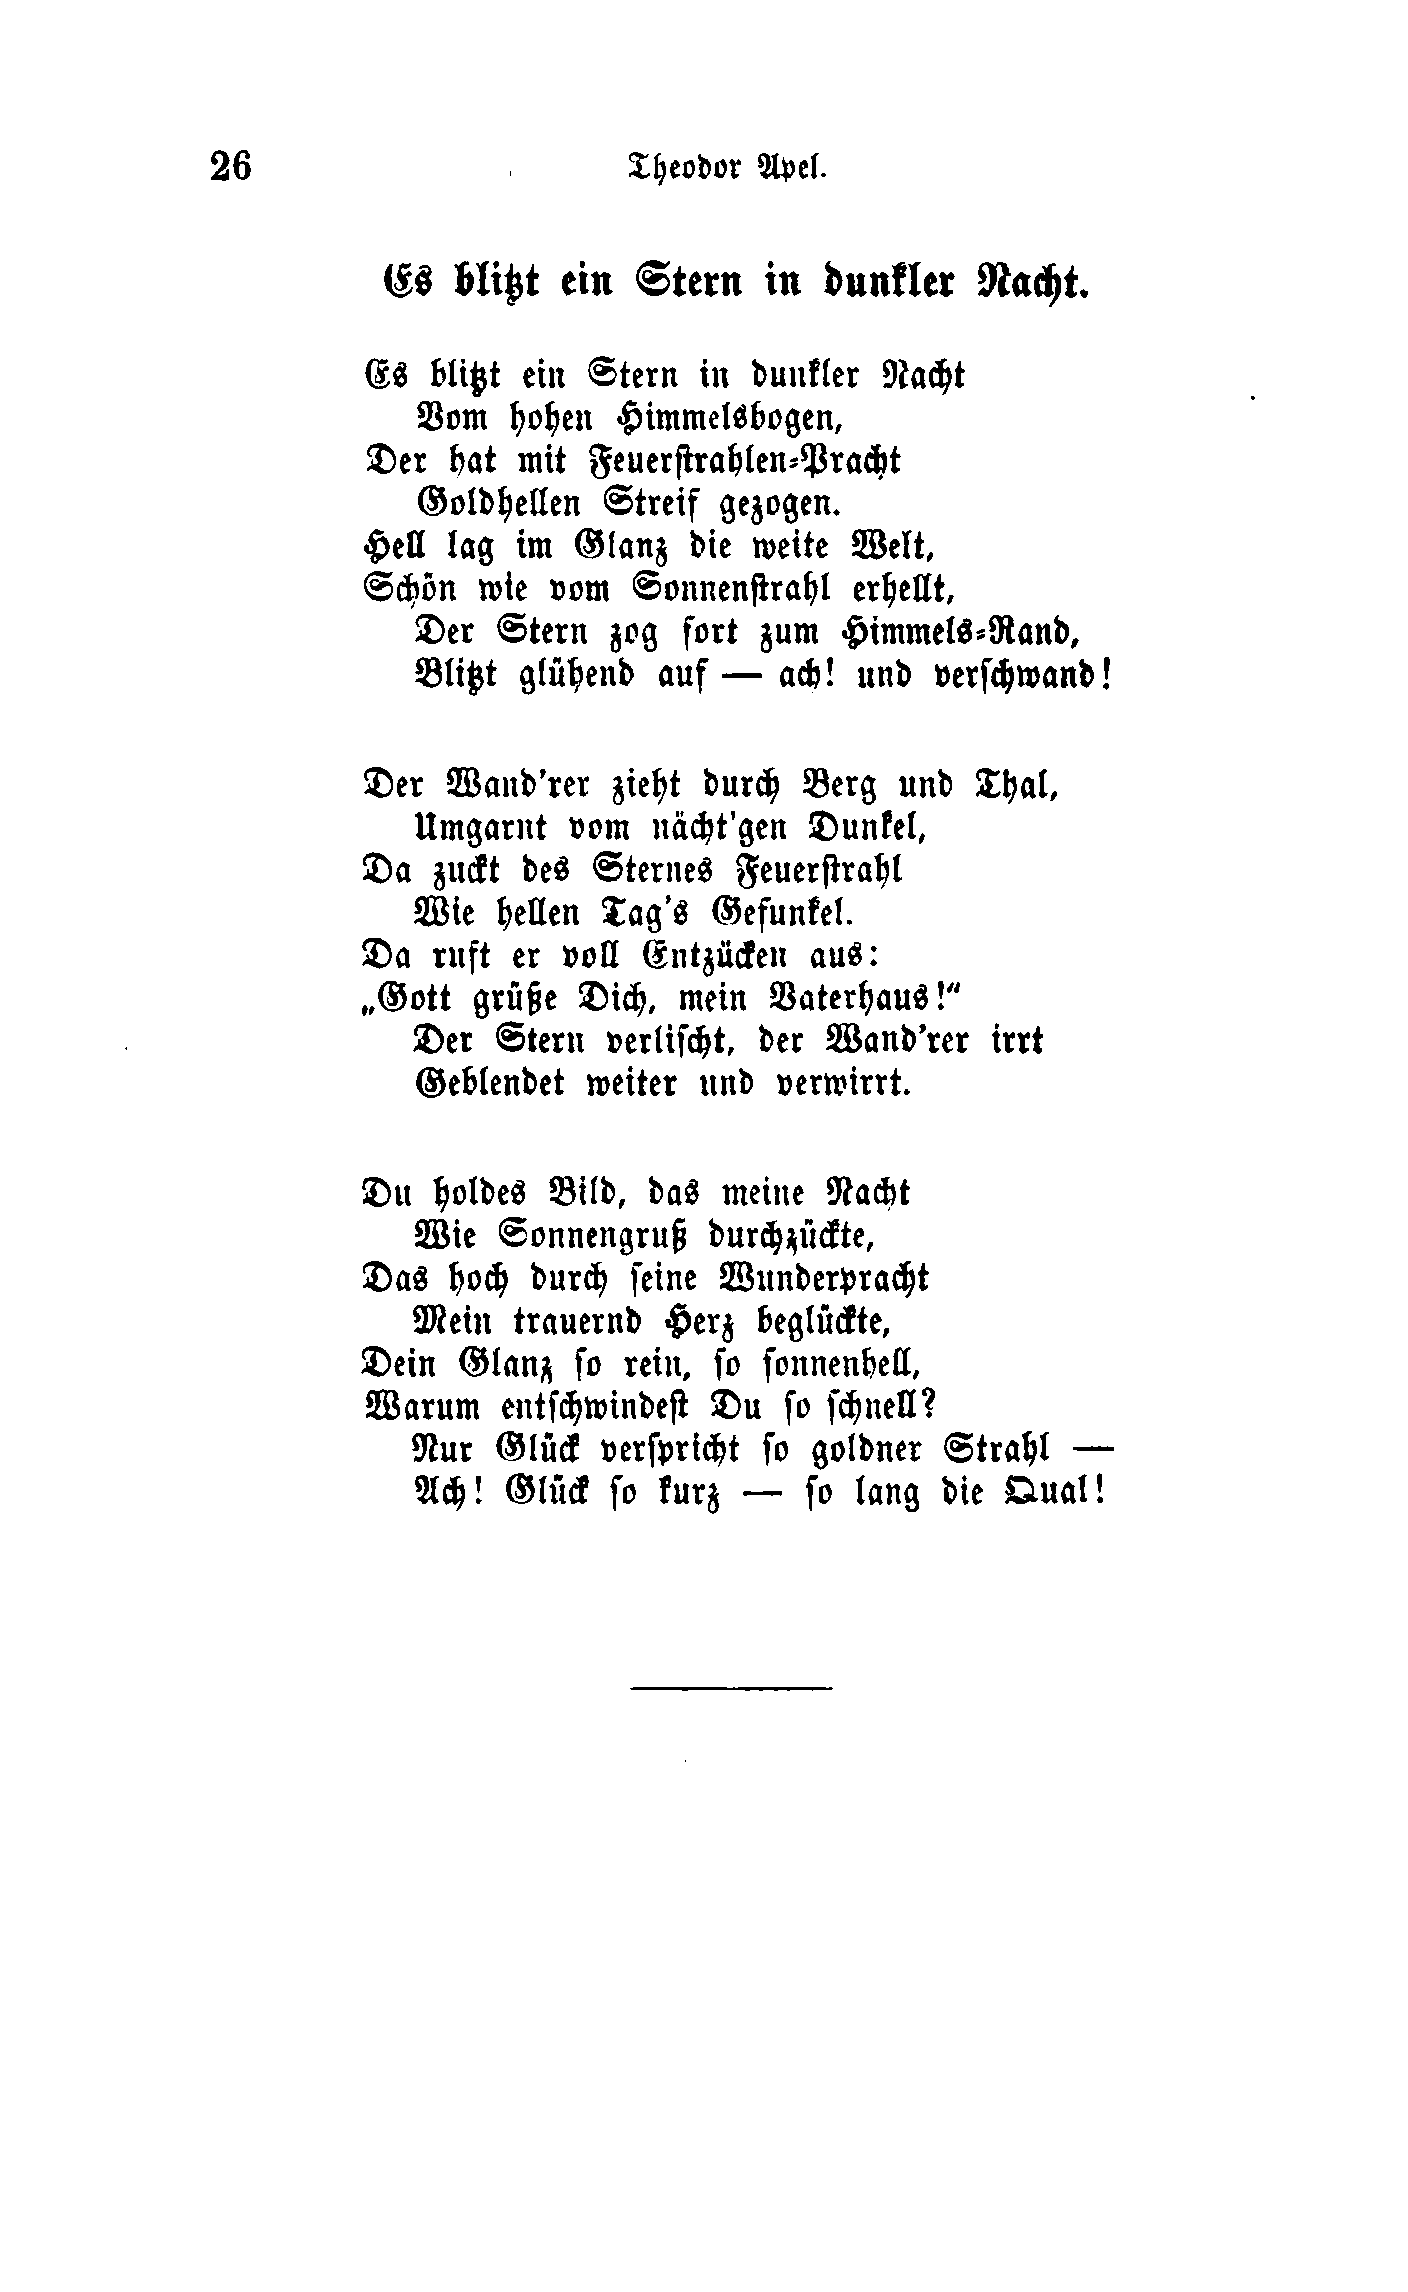 26 Theodor Apel.
Es blitzt ein Stern in dunkler Nacht.
Es blitzt ein Stern in dunkler Nacht
Vom hohen Himmelsbogen,
Der hat mit Feuerstrahlen-Pracht
Goldhellen Streif gezogen.
Hell lag im Glanz die weite Welt,
Schön wie vom Sonnenstrahl erhellt,
Der Stern zog fort zum Himmels-Rand,
Blitzt glühend auf — ach! und verschwand!
Der Wand'rer zieht durch Berg und Thal,
Umgarnt vom nächt'gen Dunkel,
Da zuckt des Sternes Feuerstrahl
Wie hellen Tag's Gefunkel.
Da ruft er voll Entzücken aus:
„Gott grüße Dich, mein Vaterhaus!“
Der Stern verlischt, der Wand'rer irrt
Geblendet weiter und verwirrt.
Du holdes Bild, das meine Nacht
Wie Sonnengruß durchzückte,
Das hoch durch seine Wunderpracht
Mein trauernd Herz beglückte,
Dein Glanz so rein, so sonnenhell,
Warum entschwindest Du so schnell?
Nur Glück verspricht so goldner Strahl —
Ach! Glück so kurz — so lang die Qual!